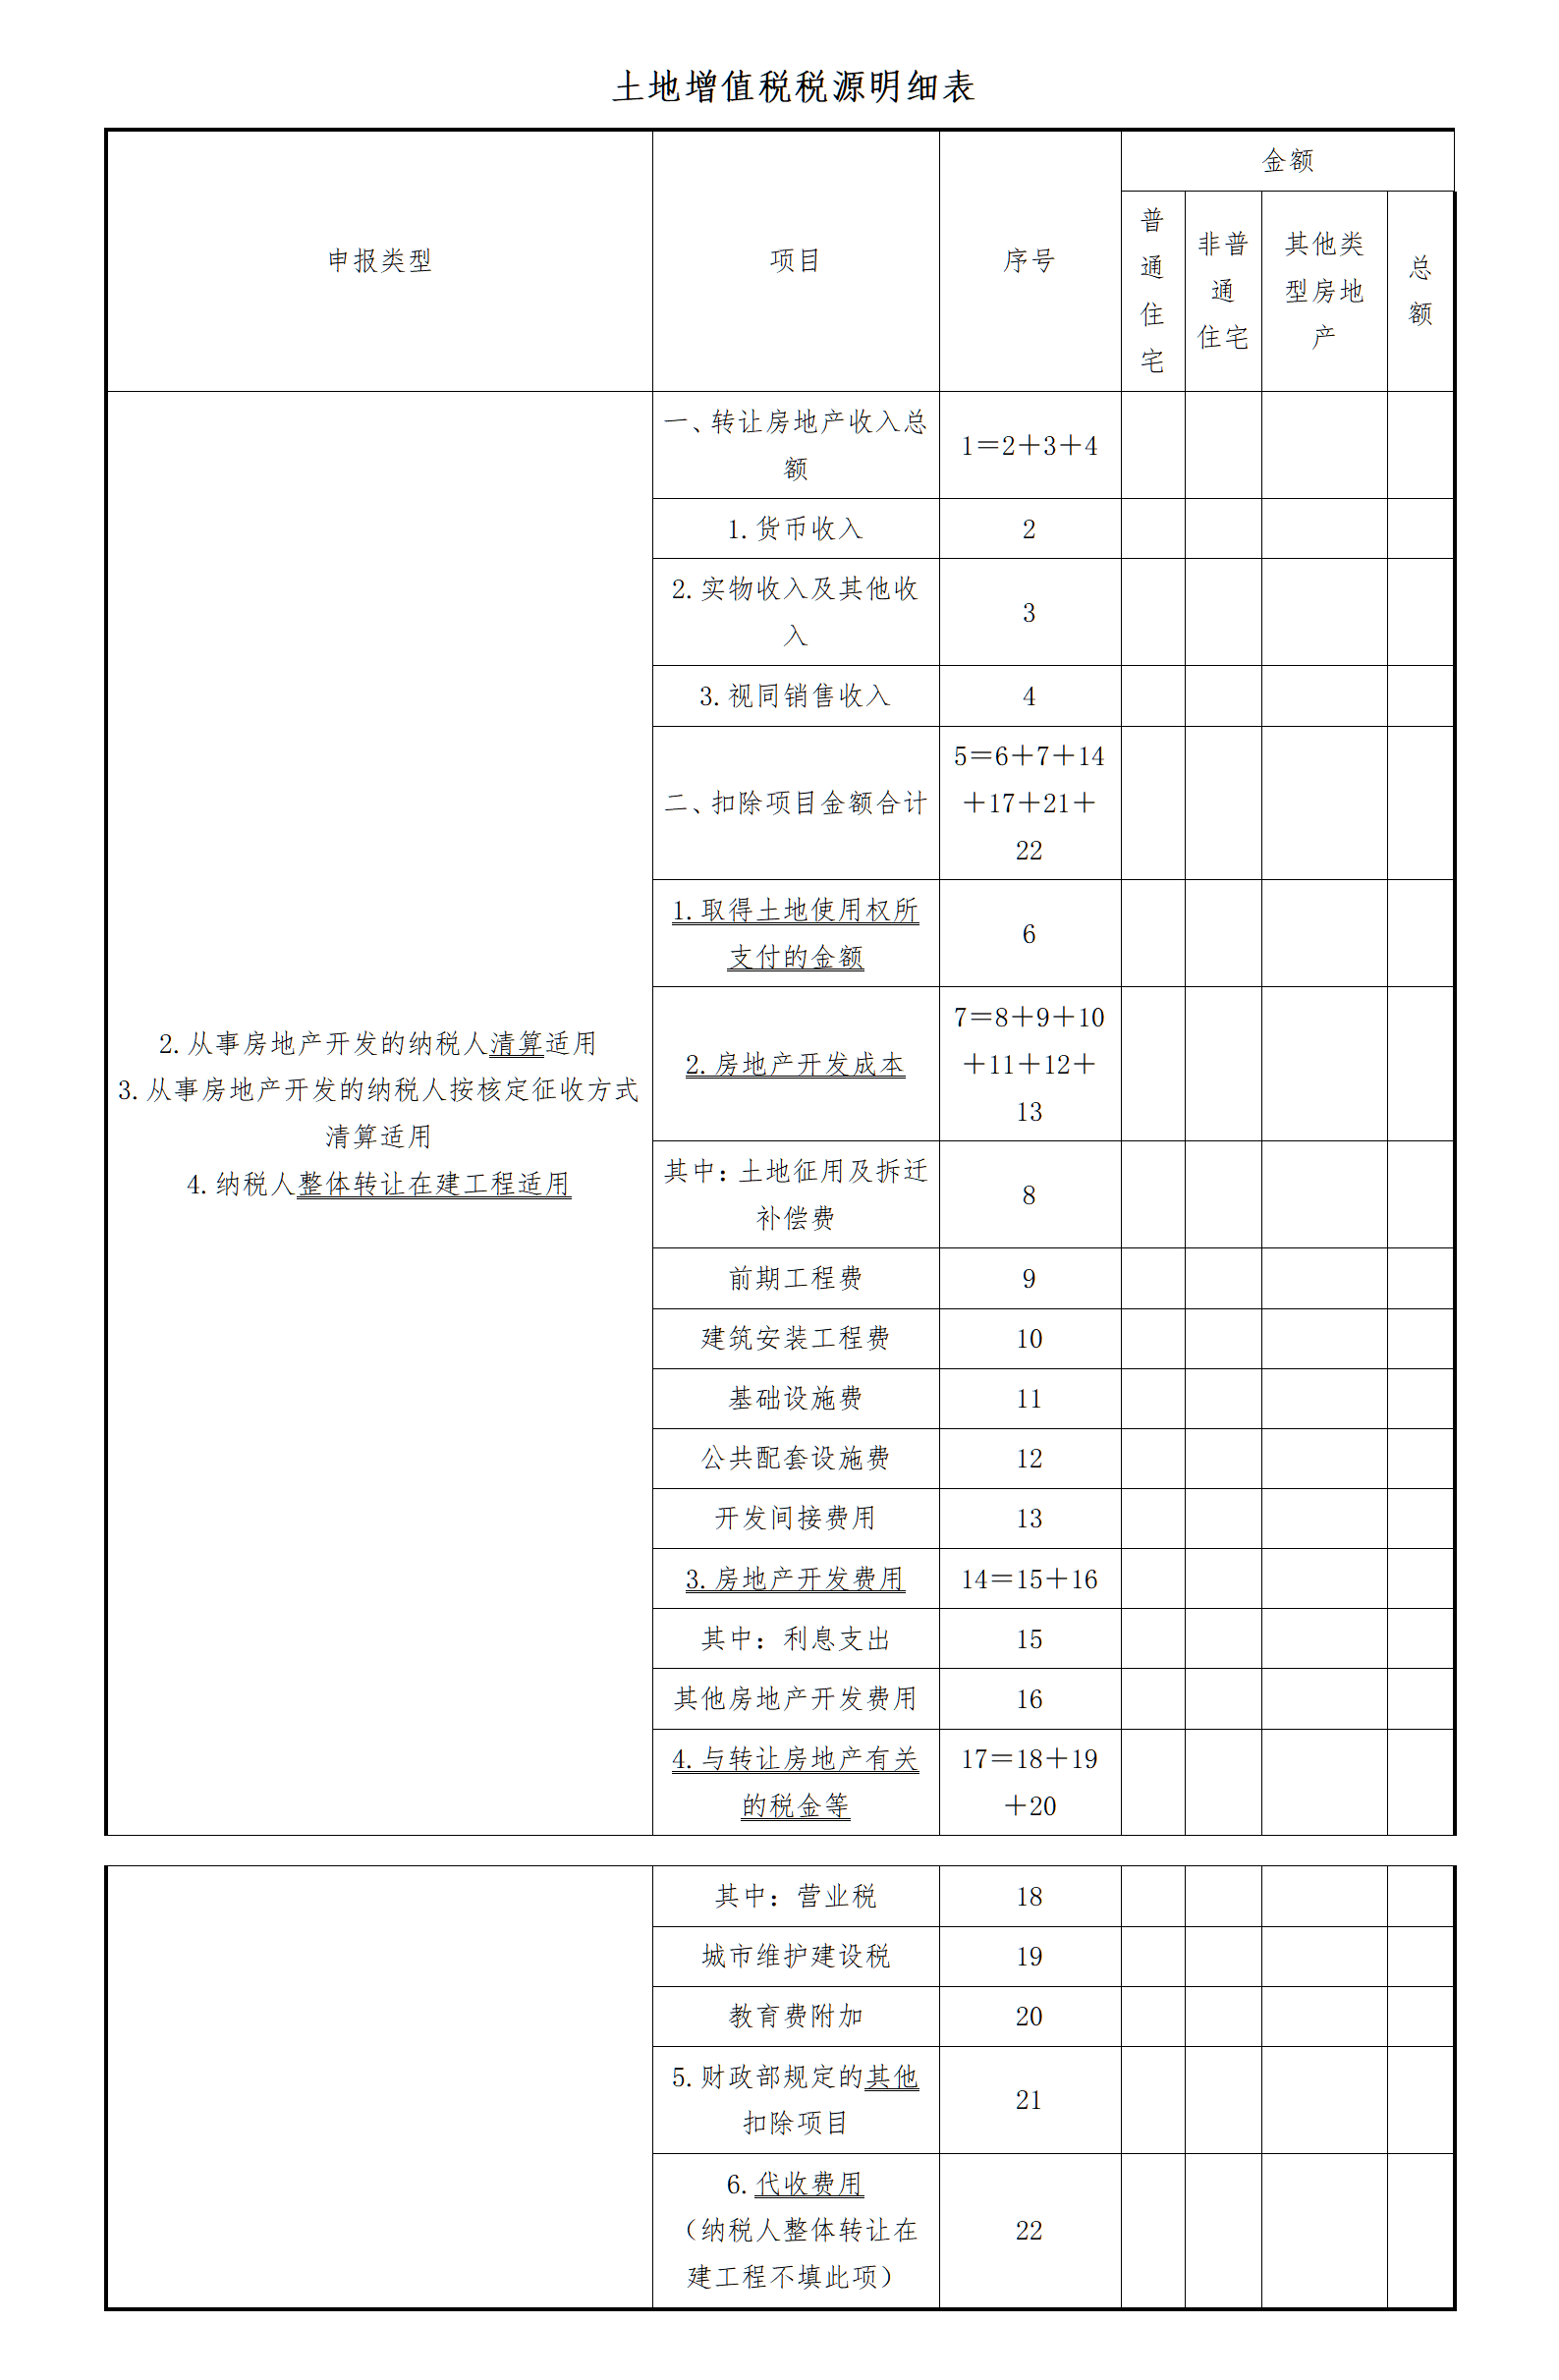 土地增值税税源明细表
申报类型
项目
序号
金额
普
通
住
宅
非普
通
住宅
其他类
型房地
产
总
额
2.从事房地产开发的纳税人清算适用
3.从事房地产开发的纳税人按核定征收方式
清算适用
4.纳税人整体转让在建工程适用
一、转让房地产收入总
额
1＝2＋3＋4
1.货币收入
2
2.实物收入及其他收
入
3
3.视同销售收入
4
二、扣除项目金额合计
5＝6＋7＋14
＋17＋21＋
22
1.取得土地使用权所
支付的金额
6
2.房地产开发成本
7＝8＋9＋10
＋11＋12＋
13
其中：土地征用及拆迁
补偿费
8
前期工程费
9
建筑安装工程费
10
基础设施费
11
公共配套设施费
12
开发间接费用
13
3.房地产开发费用
14＝15＋16
其中：利息支出
15
其他房地产开发费用
16
4.与转让房地产有关
的税金等
17＝18＋19
＋20
其中：营业税
18
城市维护建设税
19
教育费附加
20
5.财政部规定的其他
扣除项目
21
6.代收费用
（纳税人整体转让在
建工程不填此项）
22